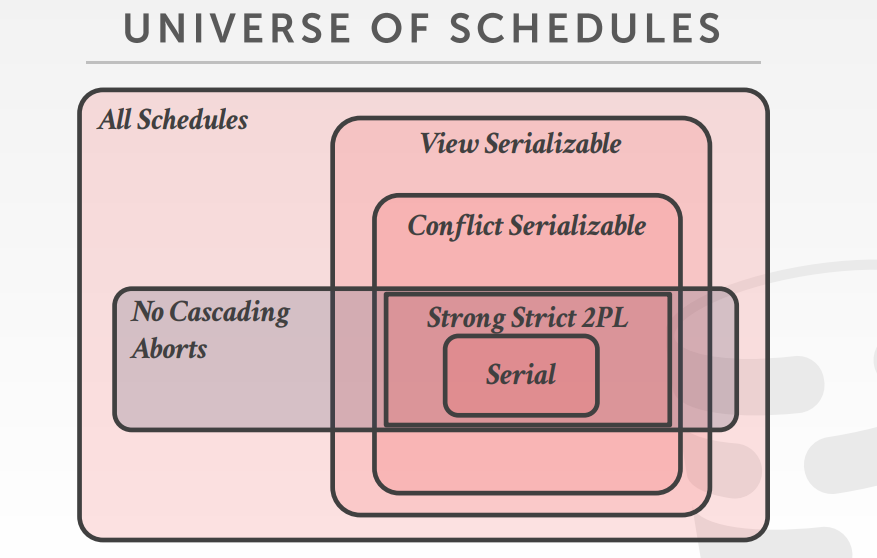 UNIVERSE OF SCHEDULES
All Schedules
View Serializable
Conflict Serializable
No Cascading
Aborts
Strong Strict 2PL
Serial